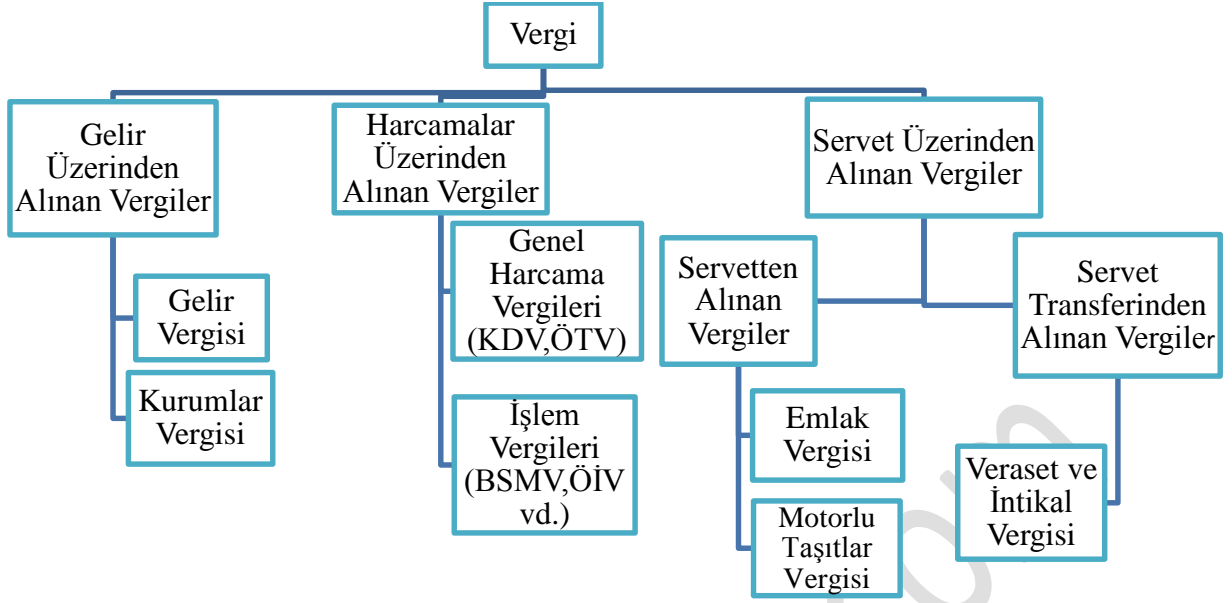 Vergi
Gelir
Üzerinden
Alınan Vergiler
Gelir
Vergisi
Kurumlar
Vergisi
Harcamalar
Üzerinden
Alınan Vergiler
Genel
Harcama
Vergileri
(KDV,ÖTV)
İşlem
Vergileri
(BSMV,ÖİV
vd.)
Servet Üzerinden
Alınan Vergiler
Servetten
Alınan
Vergiler
Emlak
Vergisi
Motorlu
Taşıtlar
Vergisi
Servet
Transferinden
Alınan Vergiler
Veraset ve
İntikal
Vergisi